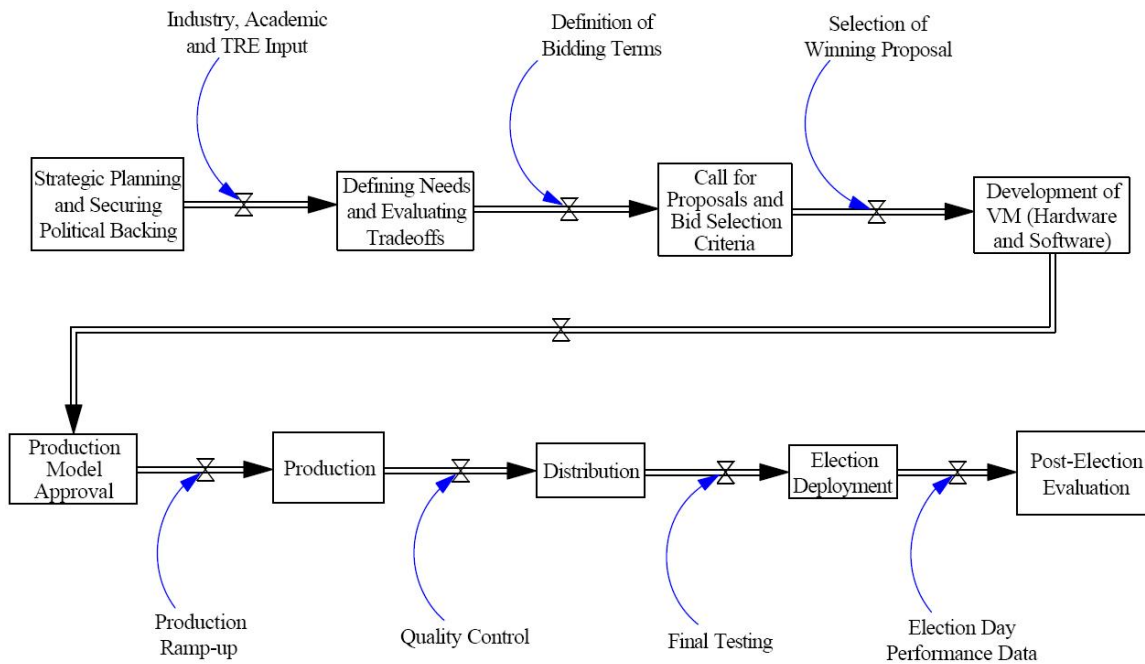 Industry, Academic
and TRE Input
Definition of
Bidding Terms
Selection of
Winning Proposal
Strategic Planning
and Securing
Political Backing
Defining Needs
and Evaluating
Tradeoffs
Call for
Proposals and
Bid Selection
Criteria
Development of
VM (Hardware
and Software)
Production
Model
Approval
Production
Distribution
Election
Deployment
Post-Election
Evaluation
Production
Ramp-up
Quality Control
Final Testing
Election Day
Performance Data